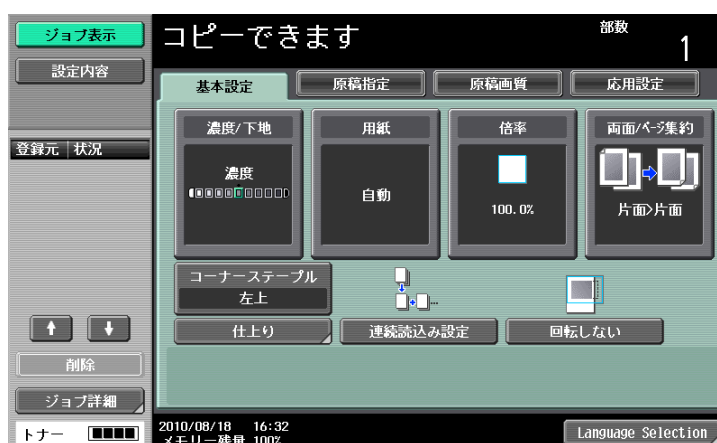 ジョブ表示
設定内容
登録元 状況
削除
ジョブ詳細
トナー
コピーできます
部数
1
基本設定
原稿指定
原稿画質
応用設定
濃度/下地
濃度
用紙
自動
倍率
100.0%
両面/ページ集約
片面>片面
コーナーステープル
左上
仕上り
連続読込み設定
回転しない
2010/08/18 16:32
メモリー残量 100%
Language Selection